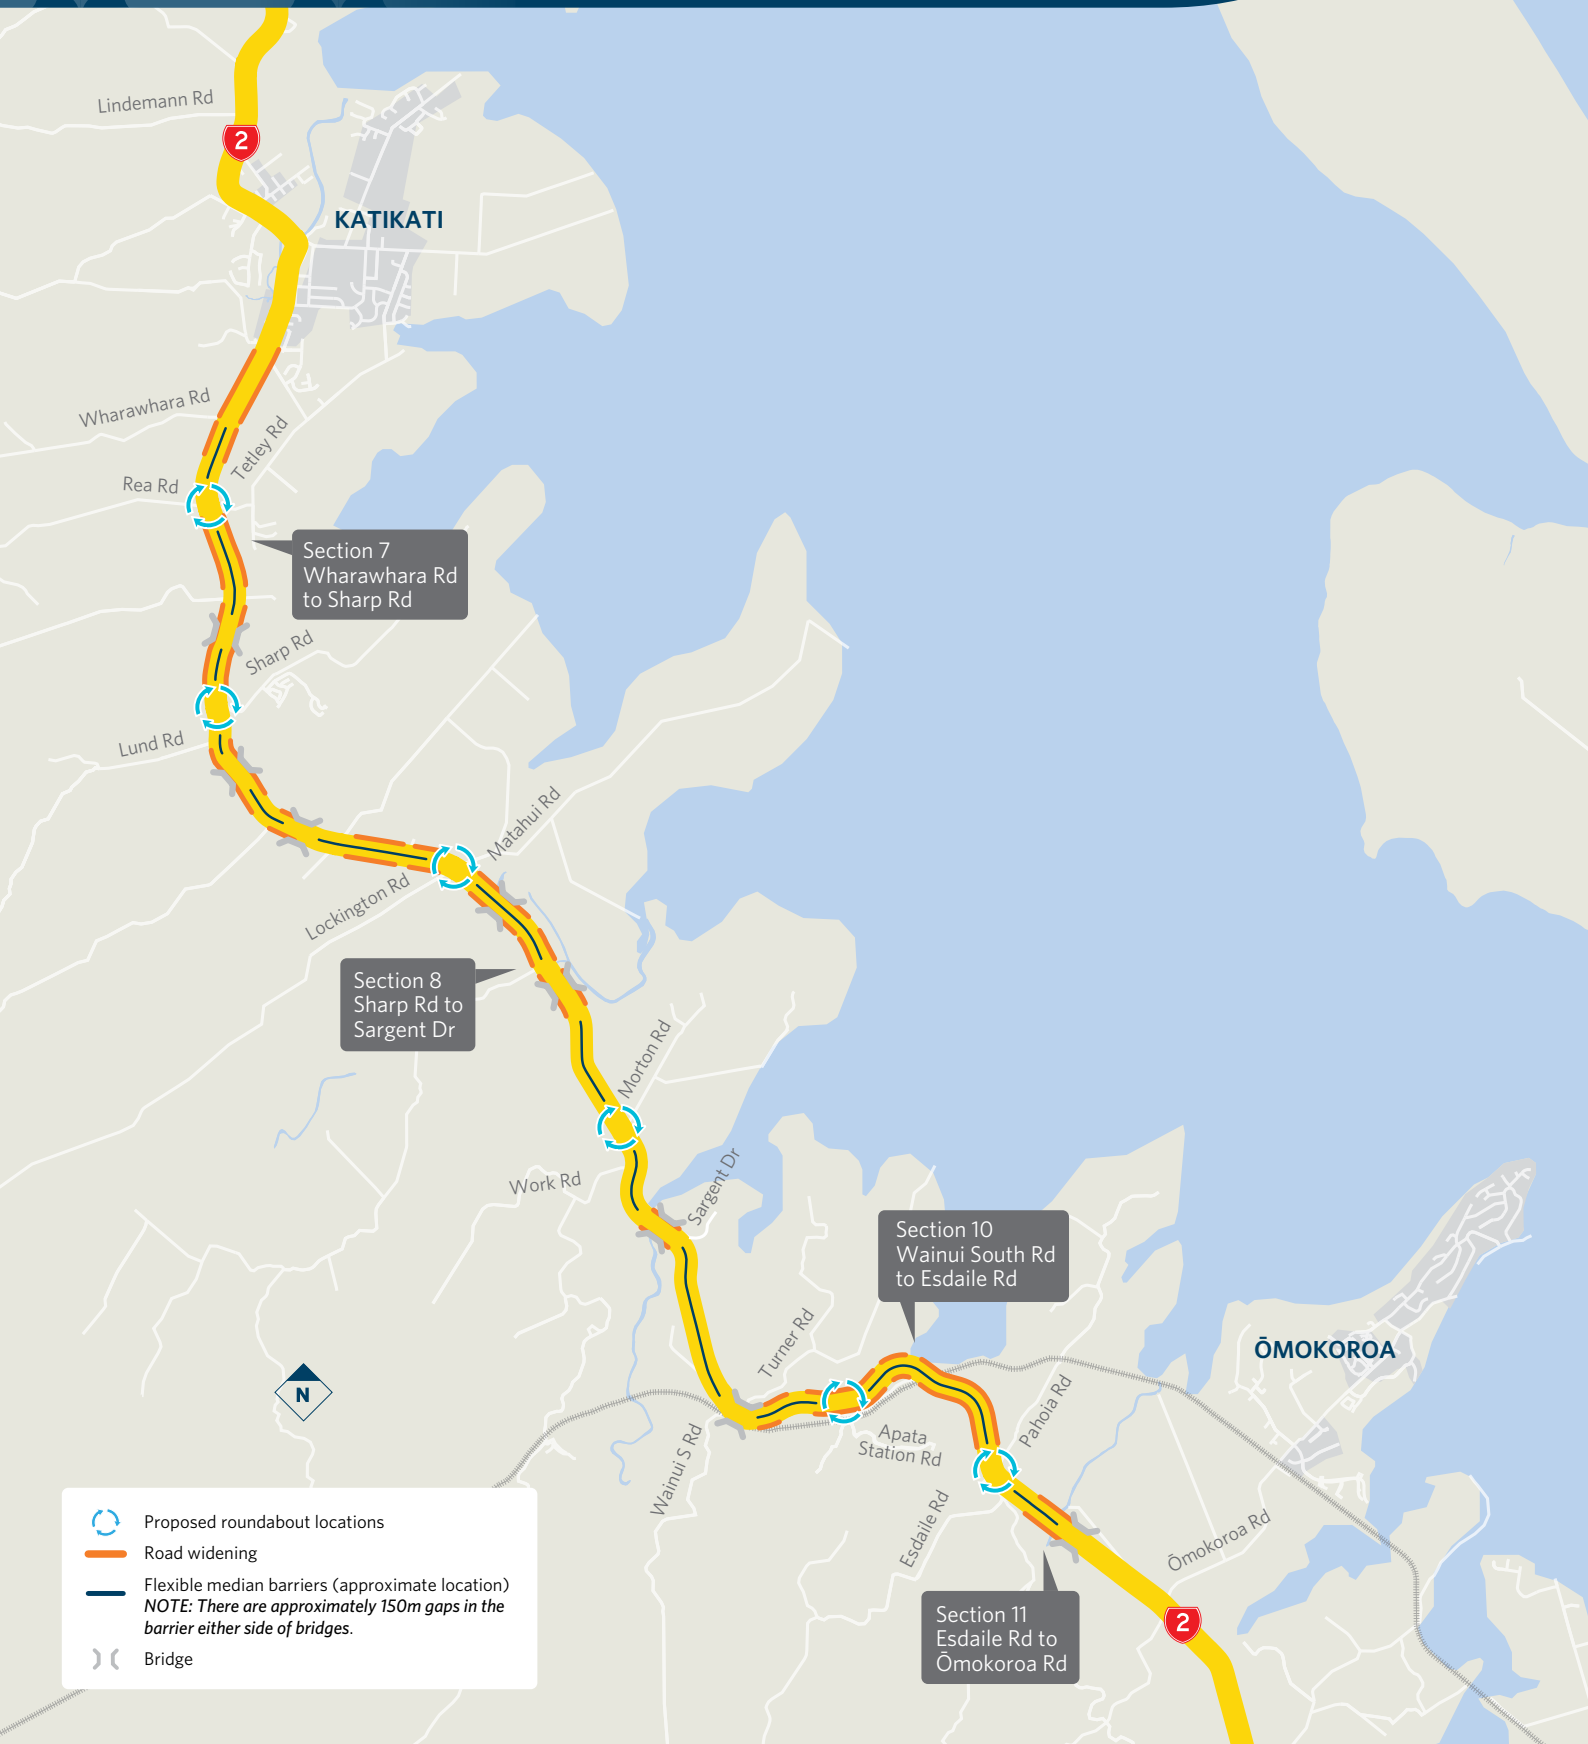 Lindemann Rd
2
KATIKATI
Wharawhara Rd
Tetley Rd
Rea Rd
Section 7
Wharawhara Rd
to Sharp Rd
Sharp Rd
Lund Rd
Matahui Rd
Lockington Rd
Section 8
Sharp Rd to
Sargent Dr
Morton Rd
Work Rd
Sargent Dr
Section 10
Wainui South Rd
to Esdaile Rd
Turner Rd
ŌMOKOROA
Pahoia Rd
Apata
Station Rd
Wainui S Rd
Esdaile Rd
Ōmokoroa Rd
Section 11
Esdaile Rd to
Ōmokoroa Rd
2
N
Proposed roundabout locations
Road widening
Flexible median barriers (approximate location)
NOTE: There are approximately 150m gaps in the
barrier either side of bridges.
Bridge